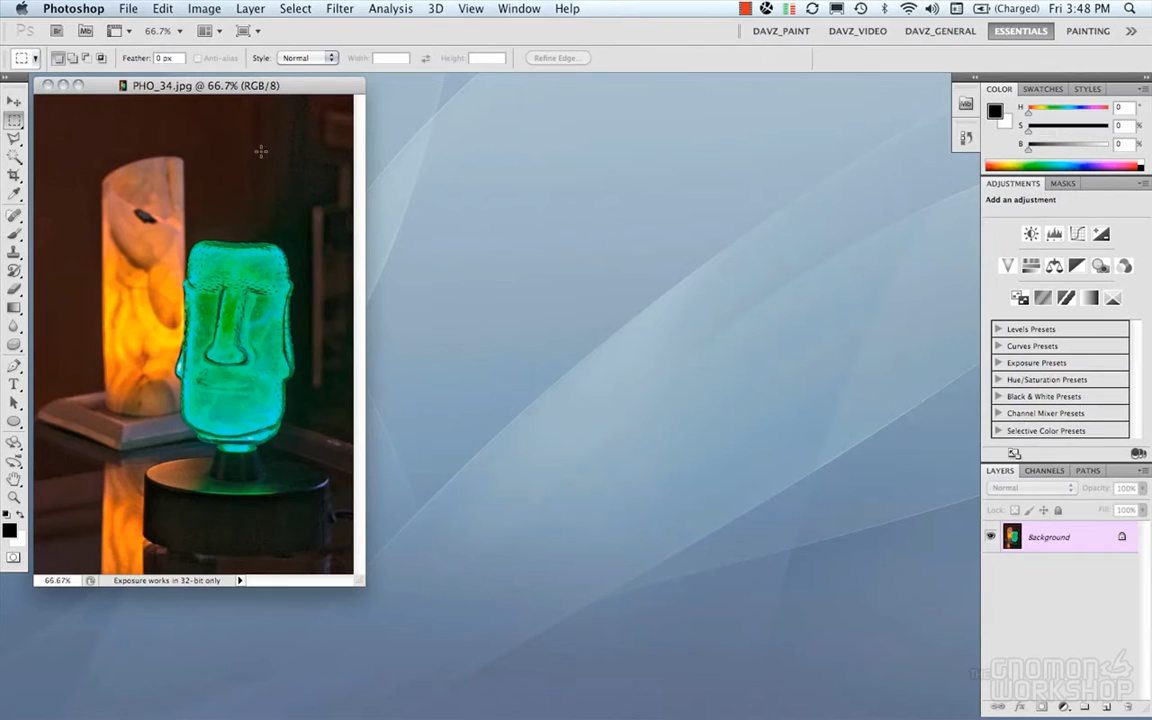 Photoshop File Edit Image Layer Select Filter Analysis 3D View Window Help (Charged) Fri 3:48 PM
Ps Br Mb 66.7% DAVZ_PAINT DAVZ_VIDEO DAVZ_GENERAL ESSENTIALS PAINTING
Feather: 0 px Anti-alias Style: Normal Width: Height: Refine Edge...
PHO_34.jpg @ 66.7% (RGB/8)
COLOR SWATCHES STYLES
H 0 °
S 0 %
B 0 %
ADJUSTMENTS MASKS
Add an adjustment
Levels Presets
Curves Presets
Exposure Presets
Hue/Saturation Presets
Black & White Presets
Channel Mixer Presets
Selective Color Presets
LAYERS CHANNELS PATHS
Normal Opacity: 100%
Lock: Fill: 100%
Background
66.67% Exposure works in 32-bit only
THE GNOMON WORKSHOP